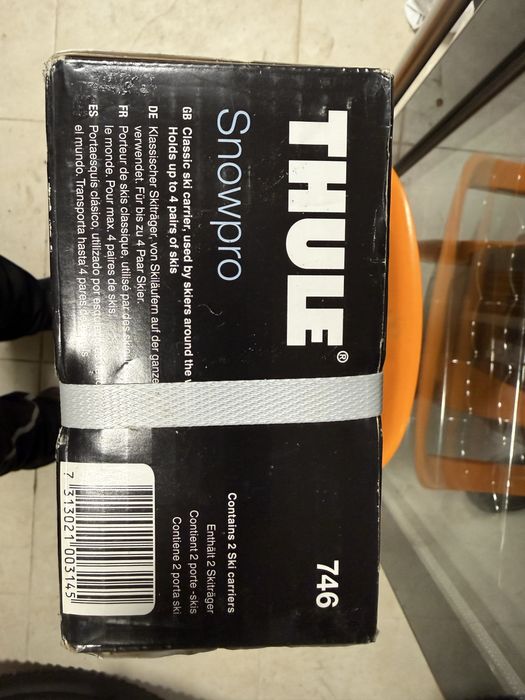 THULE®
Snowpro
GB Classic ski carrier, used by skiers around the
Holds up to 4 pairs of skis
DE Klassischer Skiträger, von Skiläufern auf der ganze
verwendet. Für bis zu 4 Paar Skier.
FR Porteur de skis classique, utilisé par des
le monde. Pour max. 4 paires de skis.
ES Portaesquis clásico, utilizado por
el mundo. Transporta hasta 4 pares
746
Contains 2 Ski carriers
Enthält 2 Skiträger
Contient 2 porte-skis
Contiene 2 porta ski
7 313021 003145